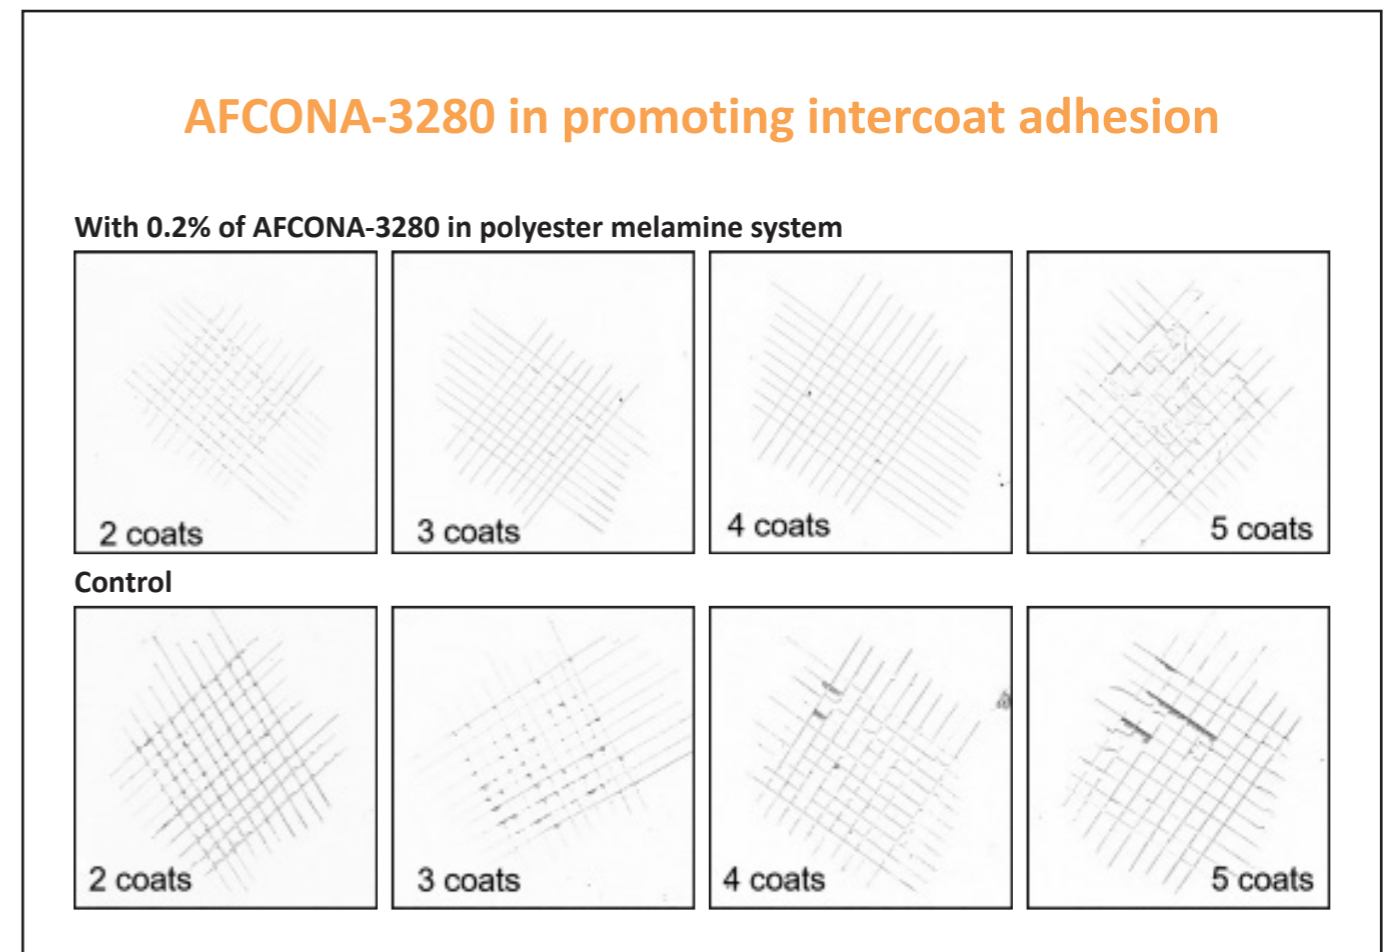 AFCONA-3280 in promoting intercoat adhesion
With 0.2% of AFCONA-3280 in polyester melamine system
2 coats
3 coats
4 coats
5 coats
Control
2 coats
3 coats
4 coats
5 coats